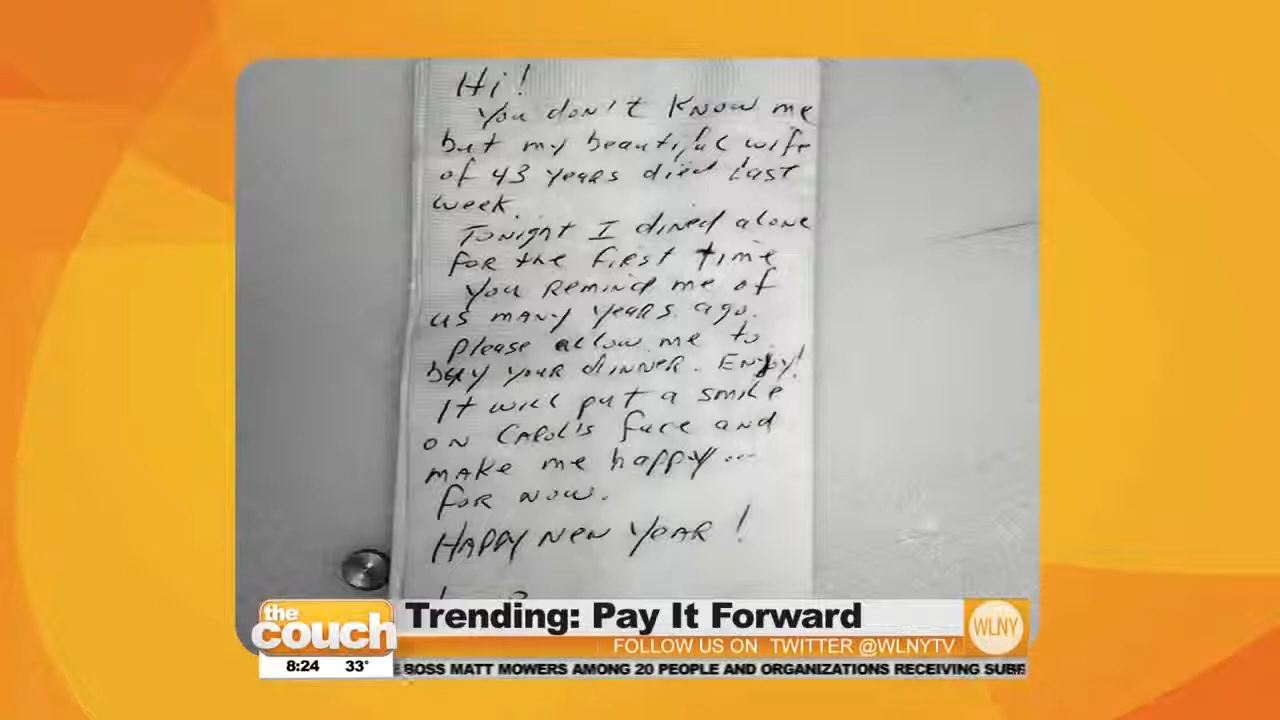 Hi!
You don't know me
but my beautiful wife
of 43 years died last
week.
Tonight I dined alone
for the first time
You remind me of
us many years ago.
Please allow me to
buy your dinner. Enjoy!
It will put a smile
on Carol's face and
make me happy...
for now.
Happy New Year!
the
couch
Trending: Pay It Forward
WLNY
FOLLOW US ON TWITTER @WLNYTV
8:24 33°
BOSS MATT MOWERS AMONG 20 PEOPLE AND ORGANIZATIONS RECEIVING